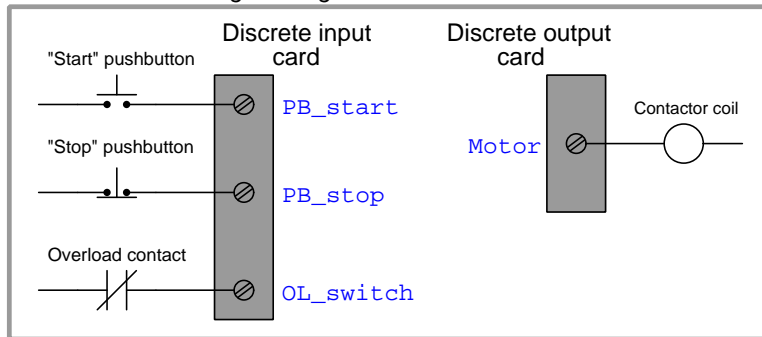 Discrete input
card
Discrete output
card
"Start" pushbutton
PB_start
"Stop" pushbutton
PB_stop
Overload contact
OL_switch
Motor
Contactor coil